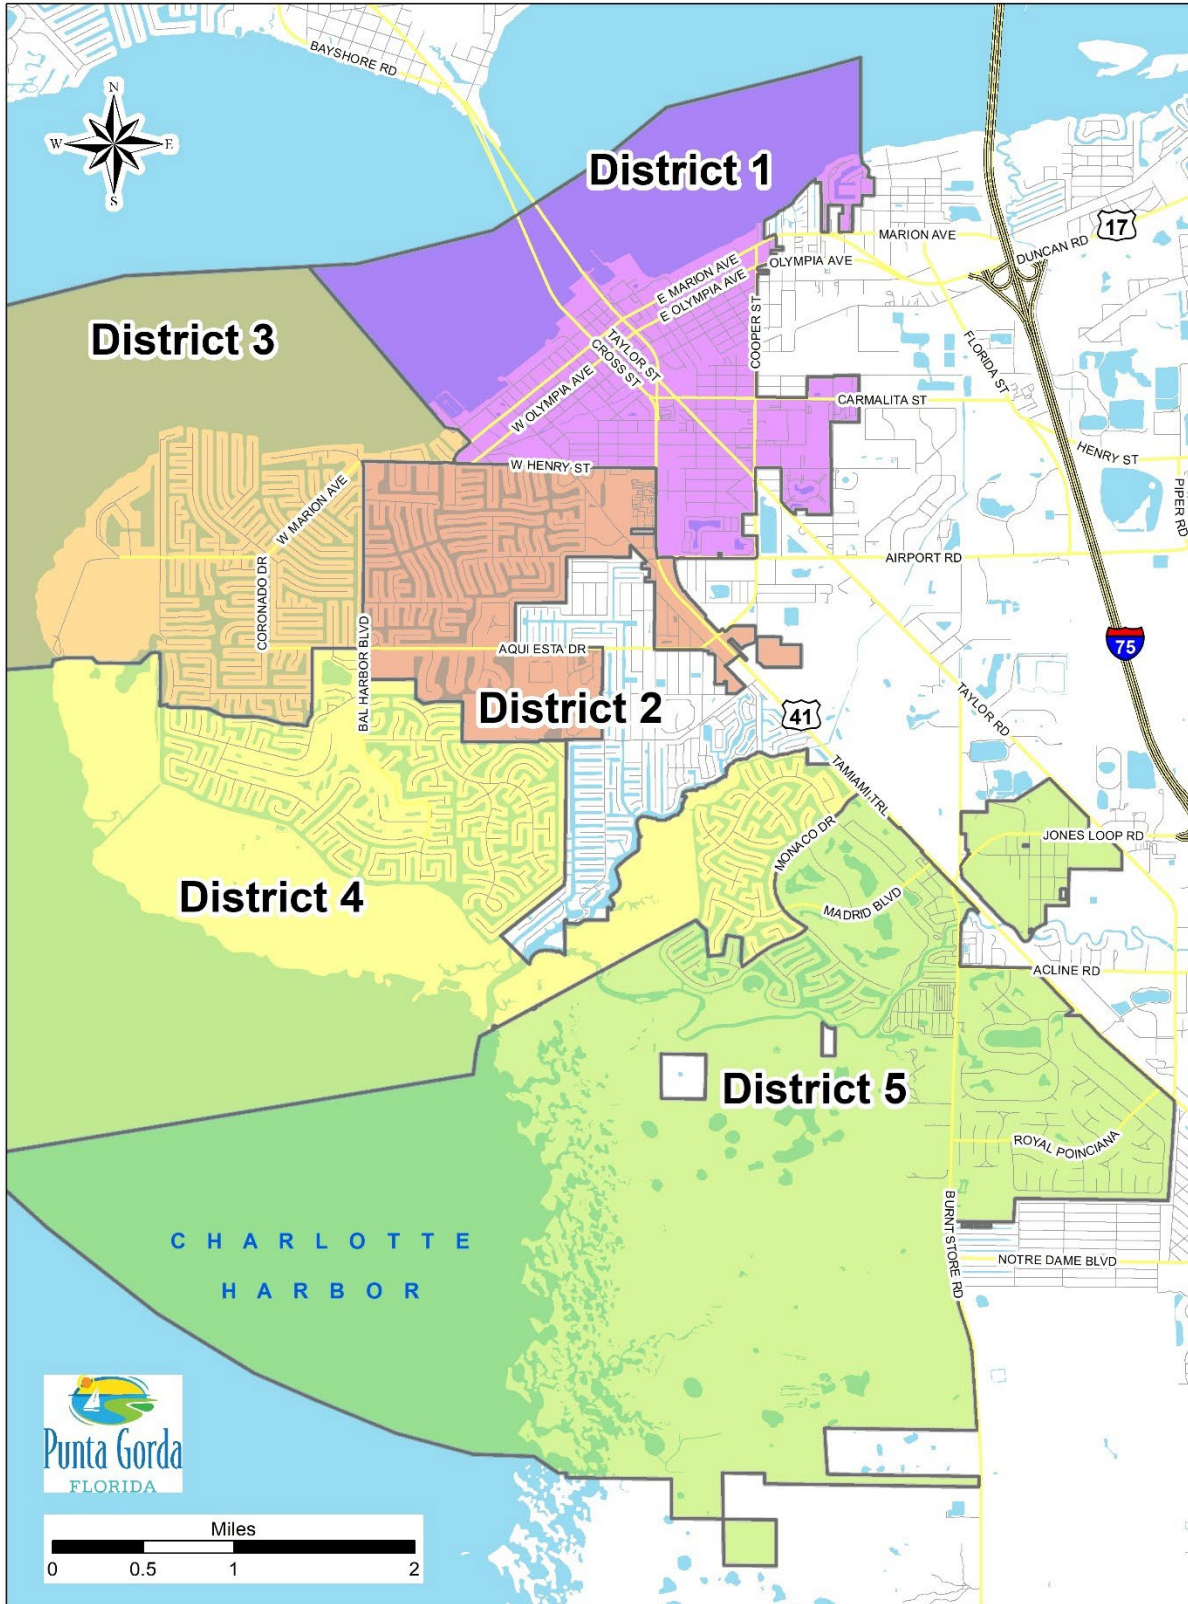 BAYSHORE RD
N
W
E
S
District 1
17
MARION AVE
DUNCAN RD
OLYMPIA AVE
E MARION AVE
E OLYMPIA AVE
COOPER ST
District 3
TAYLOR ST
CROSS ST
FLORIDA ST
W OLYMPIA AVE
CARMALITA ST
W HENRY ST
HENRY ST
PIPER RD
W MARION AVE
AIRPORT RD
CORONADO DR
BAL HARBOR BLVD
AQUI ESTA DR
75
District 2
41
TAYLOR RD
TAMIAMI TRL
MONACO DR
JONES LOOP RD
District 4
MADRID BLVD
ACLINE RD
District 5
ROYAL POINCIANA
BURNT STORE RD
CHARLOTTE
HARBOR
NOTRE DAME BLVD
Punta Gorda
FLORIDA
Miles
0 0.5 1 2